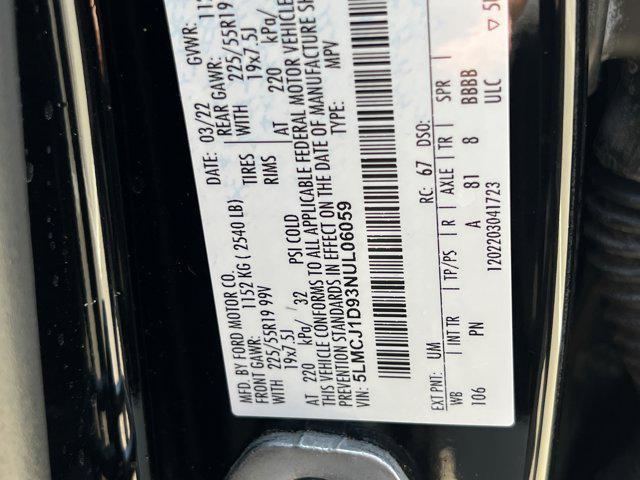 MFD. BY FORD MOTOR CO.
DATE: 03/22 GVWR:
FRONT GAWR: 1152 KG ( 2540 LB) REAR GAWR:
WITH 225/55R19 99V TIRES WITH 225/55R19
19x7.5J RIMS 19x7.5J
AT 220 kPa/ 32 PSI COLD AT 220 kPa/
THIS VEHICLE CONFORMS TO ALL APPLICABLE FEDERAL MOTOR VEHICLE
PREVENTION STANDARDS IN EFFECT ON THE DATE OF MANUFACTURE
VIN: 5LMCJ1D93NUL06059 TYPE: MPV
EXT PNT: UM RC: 67 DSO:
WB INT TR TP/PS R AXLE TR SPR
106 PN A 81 8 BBBB
1202203041723 ULC